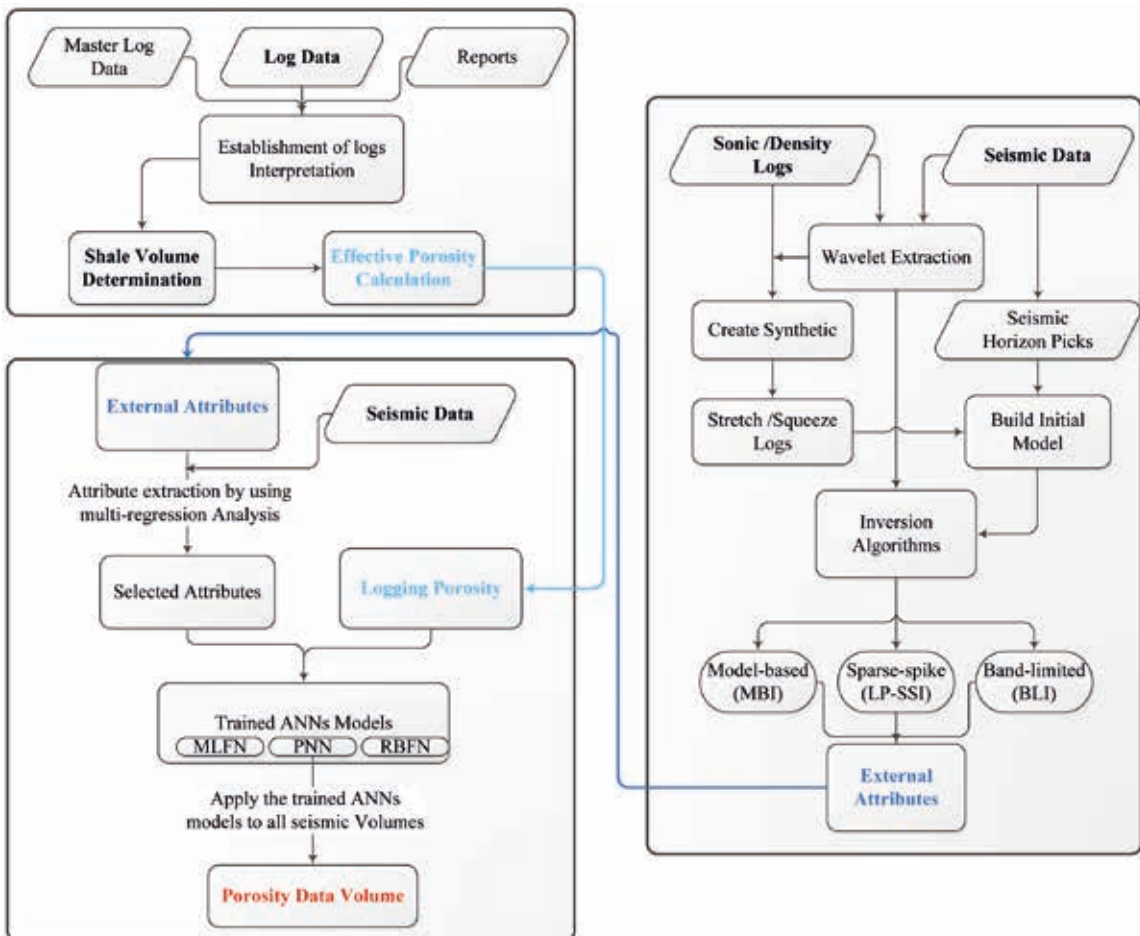 Master Log
Data
Log Data
Reports
Establishment of logs
Interpretation
Shale Volume
Determination
Effective Porosity
Calculation
External Attributes
Seismic Data
Attribute extraction by using
multi-regression Analysis
Selected Attributes
Logging Porosity
Trained ANNs Models
MLFN
PNN
RBFN
Apply the trained ANNs
models to all seismic Volumes
Porosity Data Volume
Sonic /Density
Logs
Seismic Data
Wavelet Extraction
Create Synthetic
Seismic
Horizon Picks
Stretch /Squeeze
Logs
Build Initial
Model
Inversion
Algorithms
Model-based
(MBI)
Sparse-spike
(LP-SSI)
Band-limited
(BLI)
External
Attributes